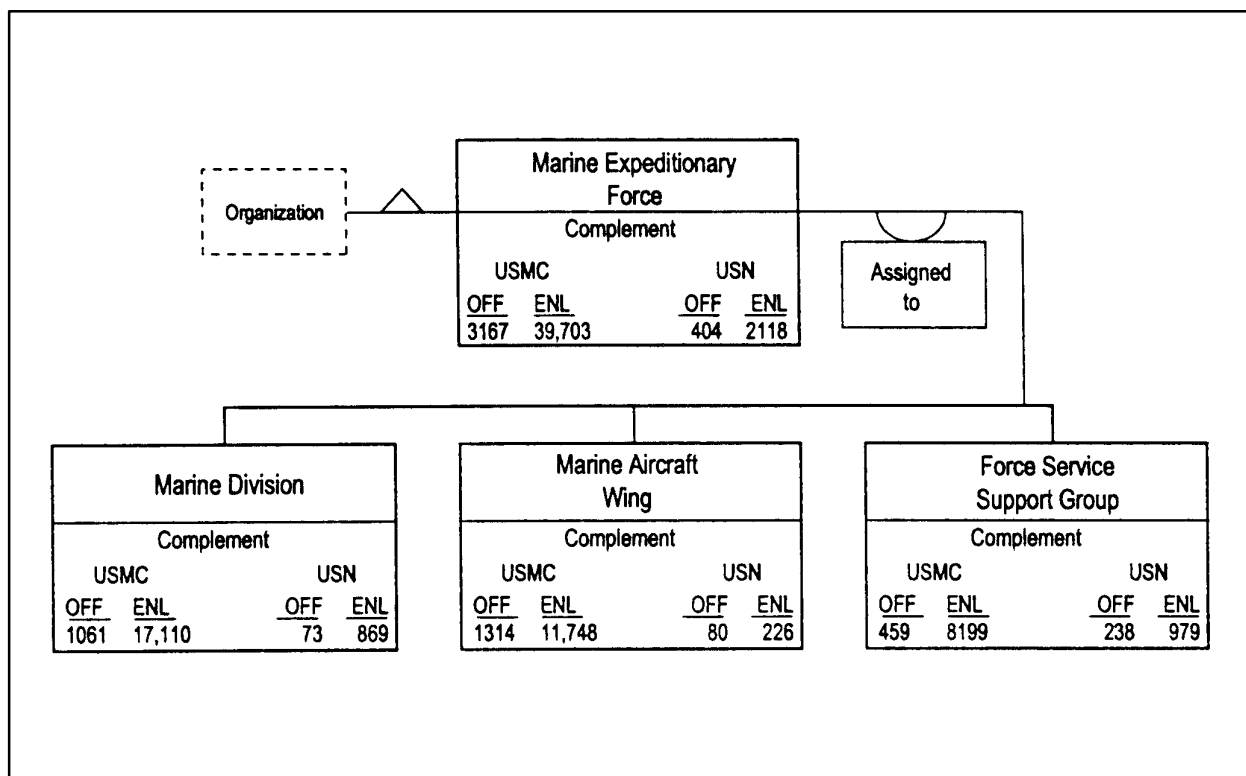 Marine Expeditionary
Force
Organization
Complement
USMC USN
OFF ENL OFF ENL
3167 39,703 404 2118
Assigned
to
Marine Division
Complement
USMC USN
OFF ENL OFF ENL
1061 17,110 73 869
Marine Aircraft
Wing
Complement
USMC USN
OFF ENL OFF ENL
1314 11,748 80 226
Force Service
Support Group
Complement
USMC USN
OFF ENL OFF ENL
459 8199 238 979